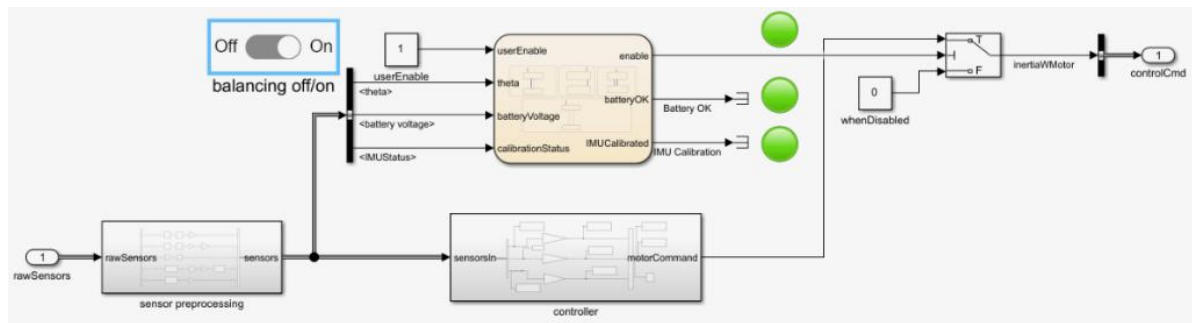 Off On
balancing off/on
1
userEnable
<theta>
<battery voltage>
<IMUStatus>
userEnable
theta
batteryVoltage
calibrationStatus
enable
batteryOK
IMUCalibrated
Battery OK
IMU Calibration
T
F
0
whenDisabled
inertiaWMotor
1
controlCmd
1
rawSensors
rawSensors
sensors
sensor preprocessing
sensorsIn
motorCommand
controller